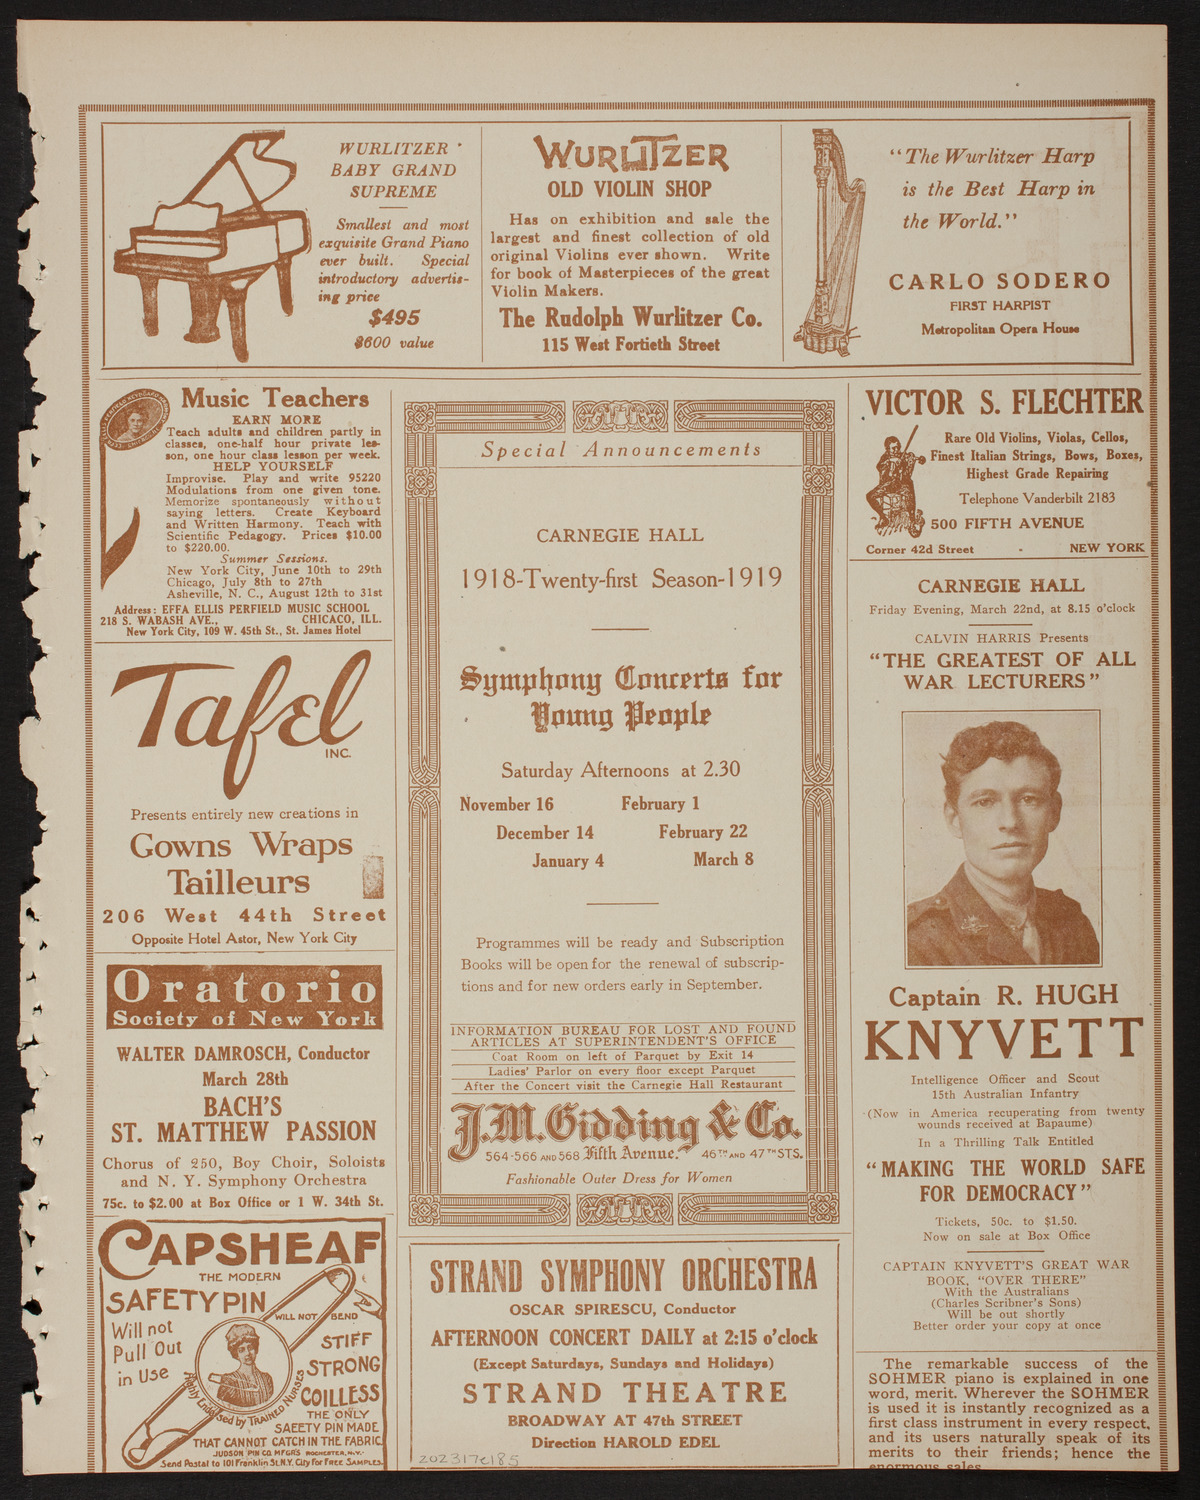 WURLITZER
BABY GRAND
SUPREME
Smallest and most
exquisite Grand Piano
ever built. Special
introductory advertis-
ing price
$495
$600 value
WURLITZER
OLD VIOLIN SHOP
Has on exhibition and sale the
largest and finest collection of old
original Violins ever shown. Write
for book of Masterpieces of the great
Violin Makers.
The Rudolph Wurlitzer Co.
115 West Fortieth Street
"The Wurlitzer Harp
is the Best Harp in
the World."
CARLO SODERO
FIRST HARPIST
Metropolitan Opera House
Music Teachers
EARN MORE
Teach adults and children partly in
classes, one-half hour private les-
son, one hour class lesson per week.
HELP YOURSELF
Improvise. Play and write 95220
Modulations from one given tone.
Memorize spontaneously without
saying letters. Create Keyboard
and Written Harmony. Teach with
Scientific Pedagogy. Prices $10.00
to $220.00.
Summer Sessions.
New York City, June 10th to 29th
Chicago, July 8th to 27th
Asheville, N. C., August 12th to 31st
Address: EFFA ELLIS PERFIELD MUSIC SCHOOL
218 S. WABASH AVE., CHICACO, ILL.
New York City, 109 W. 45th St., St. James Hotel
Tafel
INC.
Presents entirely new creations in
Gowns Wraps
Tailleurs
206 West 44th Street
Opposite Hotel Astor, New York City
Oratorio
Society of New York
WALTER DAMROSCH, Conductor
March 28th
BACH'S
ST. MATTHEW PASSION
Chorus of 250, Boy Choir, Soloists
and N. Y. Symphony Orchestra
75c. to $2.00 at Box Office or 1 W. 34th St.
CAPSHEAF
THE MODERN
SAFETY PIN
WILL NOT BEND
Will not
Pull Out
in Use
STIFF
STRONG
COILLESS
Highly Endorsed by TRAINED NURSES
THE ONLY
SAEETY PIN MADE
THAT CANNOT CATCH IN THE FABRIC.
JUDSON PIN CO. MFGRS ROCHESTER, N.Y.
Send Postal to 101 Franklin St. N.Y. City For FREE SAMPLES.
Special Announcements
CARNEGIE HALL
1918-Twenty-first Season-1919
Symphony Concerts for
Young People
Saturday Afternoons at 2.30
November 16 February 1
December 14 February 22
January 4 March 8
Programmes will be ready and Subscription
Books will be open for the renewal of subscrip-
tions and for new orders early in September.
INFORMATION BUREAU FOR LOST AND FOUND
ARTICLES AT SUPERINTENDENT'S OFFICE
Coat Room on left of Parquet by Exit 14
Ladies' Parlor on every floor except Parquet
After the Concert visit the Carnegie Hall Restaurant
J.M. Gidding & Co.
564-566 AND 568 Fifth Avenue. 46TH AND 47TH STS.
Fashionable Outer Dress for Women
STRAND SYMPHONY ORCHESTRA
OSCAR SPIRESCU, Conductor
AFTERNOON CONCERT DAILY at 2:15 o'clock
(Except Saturdays, Sundays and Holidays)
STRAND THEATRE
BROADWAY AT 47th STREET
Direction HAROLD EDEL
202317c185
VICTOR S. FLECHTER
Rare Old Violins, Violas, Cellos,
Finest Italian Strings, Bows, Boxes,
Highest Grade Repairing
Telephone Vanderbilt 2183
500 FIFTH AVENUE
Corner 42d Street NEW YORK
CARNEGIE HALL
Friday Evening, March 22nd, at 8.15 o'clock
CALVIN HARRIS Presents
"THE GREATEST OF ALL
WAR LECTURERS"
Captain R. HUGH
KNYVETT
Intelligence Officer and Scout
15th Australian Infantry
(Now in America recuperating from twenty
wounds received at Bapaume)
In a Thrilling Talk Entitled
"MAKING THE WORLD SAFE
FOR DEMOCRACY"
Tickets, 50c. to $1.50.
Now on sale at Box Office
CAPTAIN KNYVETT'S GREAT WAR
BOOK, "OVER THERE"
With the Australians
(Charles Scribner's Sons)
Will be out shortly
Better order your copy at once
The remarkable success of the
SOHMER piano is explained in one
word, merit. Wherever the SOHMER
is used it is instantly recognized as a
first class instrument in every respect,
and its users naturally speak of its
merits to their friends; hence the
enormous sales